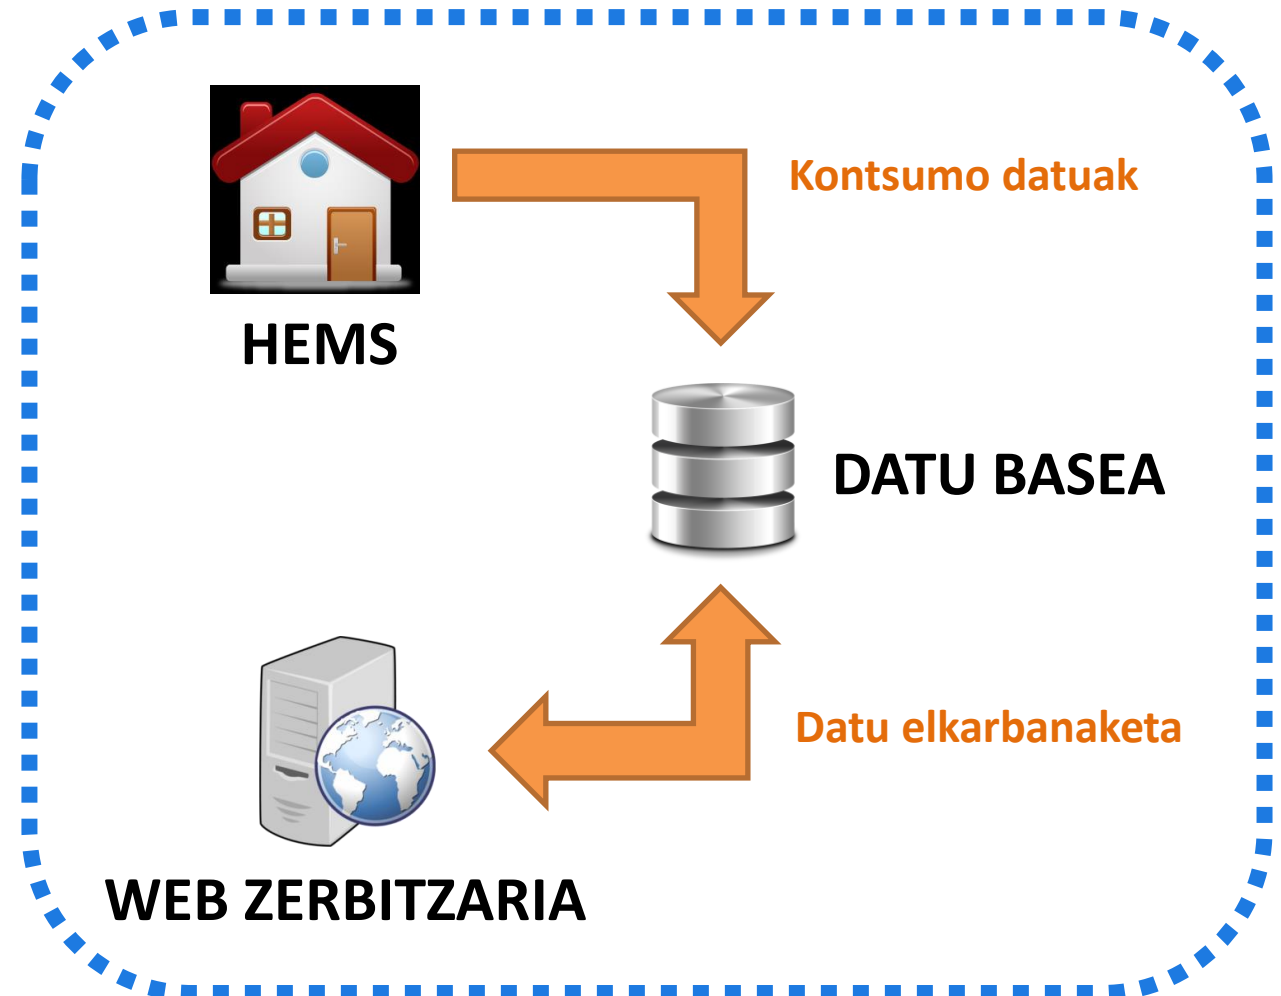 Kontsumo datuak
HEMS
DATU BASEA
Datu elkarbanaketa
WEB ZERBITZARIA